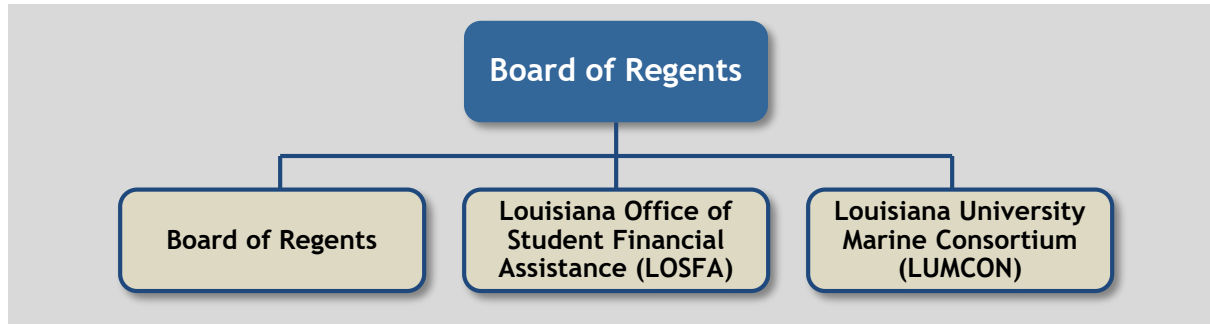 Board of Regents
Board of Regents
Louisiana Office of
Student Financial
Assistance (LOSFA)
Louisiana University
Marine Consortium
(LUMCON)